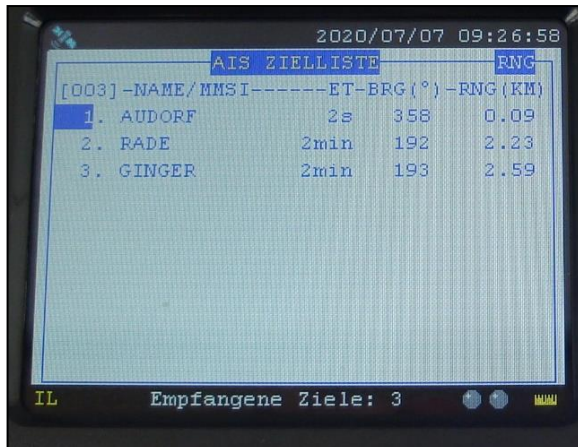 2020/07/07 09:26:58
AIS ZIELLISTE RNG
[003]-NAME/MMSI------ET-BRG(°)-RNG(KM)
1. AUDORF 2s 358 0.09
2. RADE 2min 192 2.23
3. GINGER 2min 193 2.59
IL Empfangene Ziele: 3